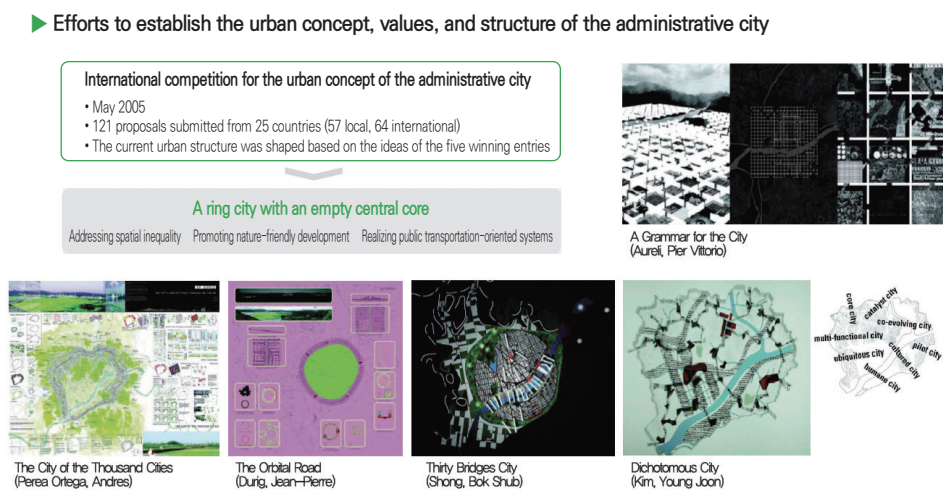 ▶ Efforts to establish the urban concept, values, and structure of the administrative city
International competition for the urban concept of the administrative city
• May 2005
• 121 proposals submitted from 25 countries (57 local, 64 international)
• The current urban structure was shaped based on the ideas of the five winning entries
A ring city with an empty central core
Addressing spatial inequality Promoting nature-friendly development Realizing public transportation-oriented systems
A Grammar for the City
(Aureli, Pier Vittorio)
The City of the Thousand Cities
(Perea Ortega, Andres)
The Orbital Road
(Durig, Jean-Pierre)
Thirty Bridges City
(Shong, Bok Shub)
Dichotomous City
(Kim, Young Joon)
core city
catalyst city
co-evolving city
multi-functional city
pilot city
cultured city
ubiquitous city
humane city